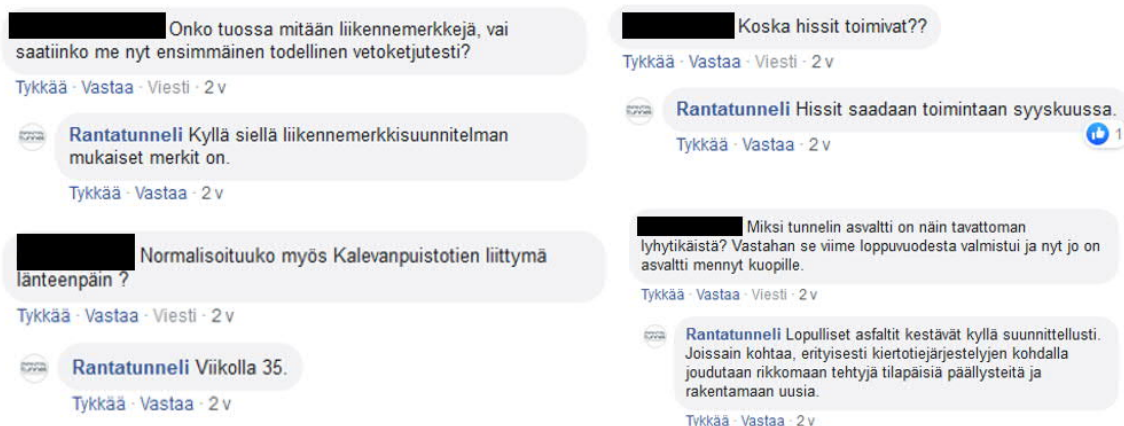 Onko tuossa mitään liikennemerkkejä, vai
saatiinko me nyt ensimmäinen todellinen vetoketjutesti?
Tykkää · Vastaa · Viesti · 2 v
Rantatunneli Kyllä siellä liikennemerkkisuunnitelman
mukaiset merkit on.
Tykkää · Vastaa · 2 v
Normalisoituuko myös Kalevanpuistotien liittymä
länteenpäin ?
Tykkää · Vastaa · Viesti · 2 v
Rantatunneli Viikolla 35.
Tykkää · Vastaa · 2 v
Koska hissit toimivat??
Tykkää · Vastaa · Viesti · 2 v
Rantatunneli Hissit saadaan toimintaan syyskuussa.
1
Tykkää · Vastaa · 2 v
Miksi tunnelin asvaltti on näin tavattoman
lyhytikäistä? Vastahan se viime loppuvuodesta valmistui ja nyt jo on
asvaltti mennyt kuopille.
Tykkää · Vastaa · Viesti · 2 v
Rantatunneli Lopulliset asfaltit kestävät kyllä suunnitellusti.
Joissain kohtaa, erityisesti kiertotiejärjestelyjen kohdalla
joudutaan rikkomaan tehtyjä tilapäisiä päällysteitä ja
rakentamaan uusia.
Tykkää · Vastaa · 2 v